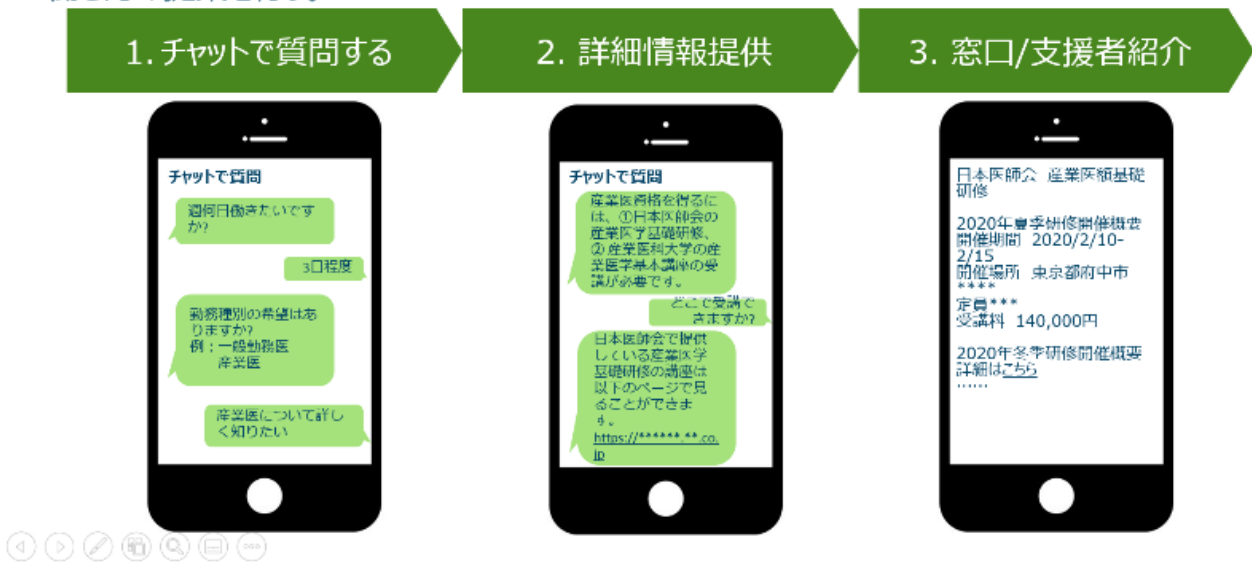 1. チャットで質問する
2. 詳細情報提供
3. 窓口/支援者紹介
チャットで質問
週何日働きたいです
か?
3日程度
勤務種別の希望はあ
りますか?
例：一般勤務医
産業医
産業医について詳し
く知りたい
チャットで質問
産業医資格を得るに
は、①日本医師会の
産業医学基礎研修、
②産業医科大学の産
業医学基本講座の受
講が必要です。
どこで受講で
きますか?
日本医師会で提供
している産業医学
基礎研修の講座は
以下のページで見
ることができま
す。
https://******.**.co.
jp
日本医師会 産業医額基礎
研修
2020年夏季研修開催概要
開催期間 2020/2/10-
2/15
開催場所 東京都府中市
****
定員***
受講料 140,000円
2020年冬季研修開催概要
詳細はこちら
……